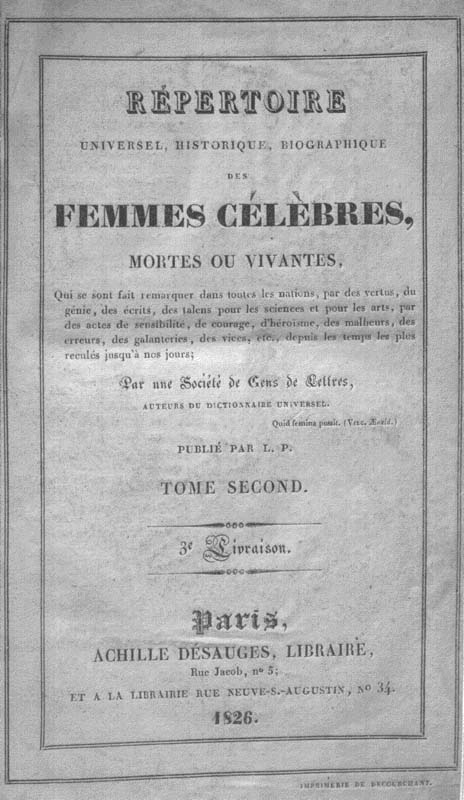 RÉPERTOIRE
UNIVERSEL, HISTORIQUE, BIOGRAPHIQUE
DES
FEMMES CÉLÈBRES,
MORTES OU VIVANTES,
Qui se sont fait remarquer dans toutes les nations, par des vertus, du
génie, des écrits, des talens pour les sciences et pour les arts, par
des actes de sensibilité, de courage, d'héroïsme, des malheurs, des
erreurs, des galanteries, des vices, etc., depuis les temps les plus
reculés jusqu'à nos jours;
Par une Société de Gens de Lettres,
AUTEURS DU DICTIONNAIRE UNIVERSEL.
Quid femina possit. (VIRG. Æneid.)
PUBLIÉ PAR L. P.
TOME SECOND.
3e Livraison.
Paris,
ACHILLE DÉSAUGES, LIBRAIRE,
Rue Jacob, no 5;
ET A LA LIBRAIRIE RUE NEUVE-S.-AUGUSTIN, No 34.
1826.
IMPRIMERIE DE DECOURCHANT.